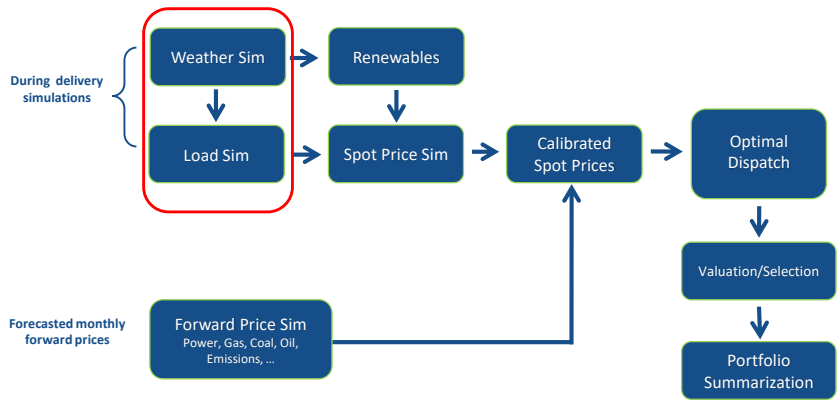 During delivery
simulations
Weather Sim
Renewables
Load Sim
Spot Price Sim
Calibrated
Spot Prices
Optimal
Dispatch
Valuation/Selection
Forecasted monthly
forward prices
Forward Price Sim
Power, Gas, Coal, Oil,
Emissions, ...
Portfolio
Summarization